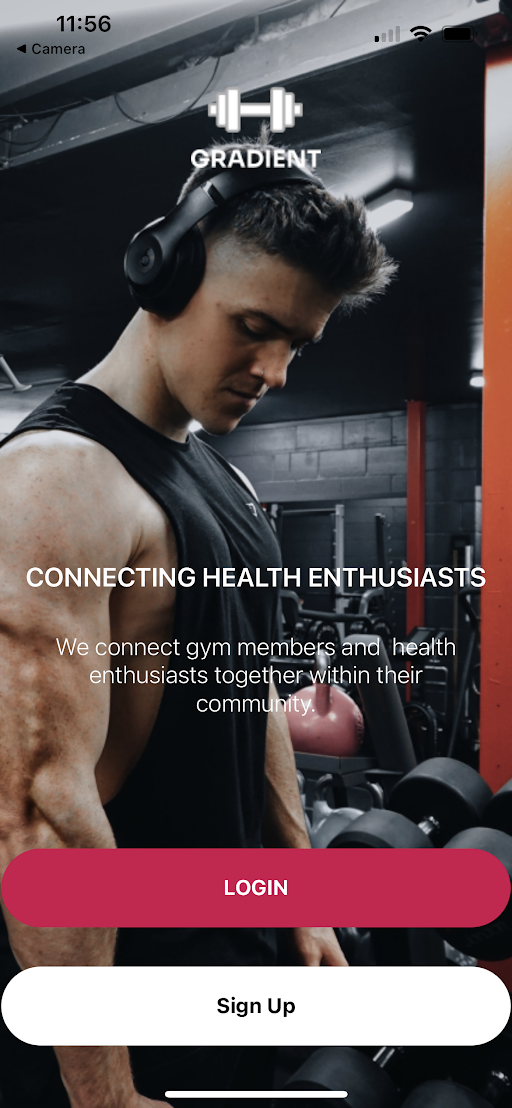 11:56
◀ Camera
GRADIENT
CONNECTING HEALTH ENTHUSIASTS
We connect gym members and  health
enthusiasts together within their
community.
LOGIN
Sign Up